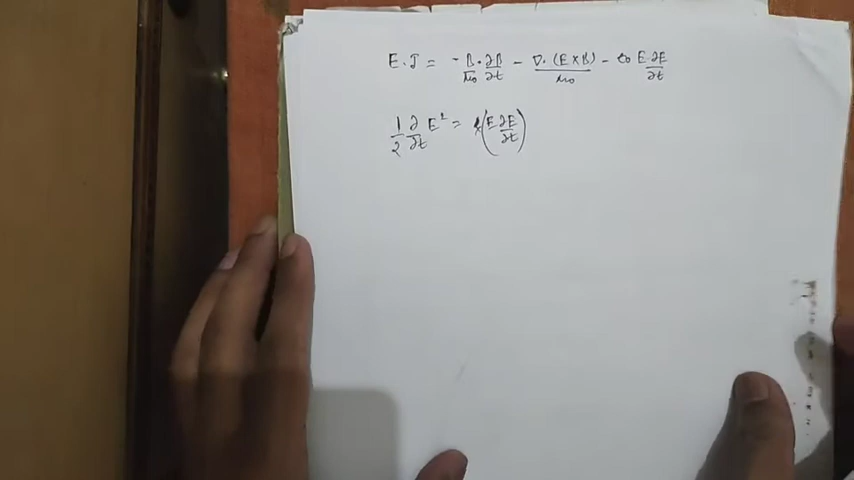 E . J = - B/μ₀ . ∂B/∂t - ∇. (E × B)/μ₀ - ϵ₀ E ∂E/∂t
1/2 ∂/∂t E² = (E ∂E/∂t)